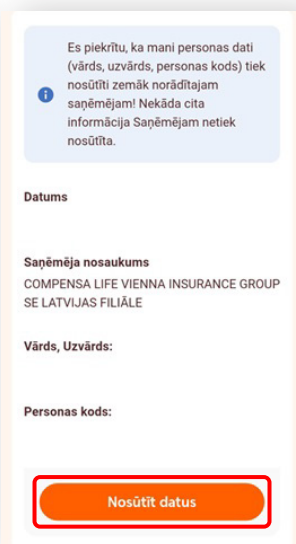 Es piekrītu, ka mani personas dati
(vārds, uzvārds, personas kods) tiek
nosūtīti zemāk norādītajam
saņēmējam! Nekāda cita
informācija Saņēmējam netiek
nosūtīta.
Datums
Saņēmēja nosaukums
COMPENSA LIFE VIENNA INSURANCE GROUP
SE LATVIJAS FILIĀLE
Vārds, Uzvārds:
Personas kods:
Nosūtīt datus